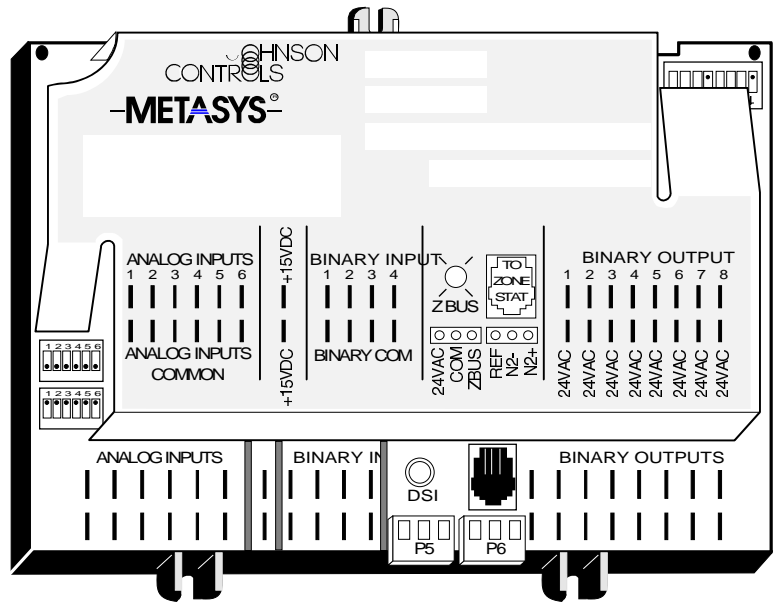 JOHNSON
CONTROLS
METASYS®
ANALOG INPUTS
1 2 3 4 5 6
ANALOG INPUTS
COMMON
+15VDC
+15VDC
BINARY INPUT
1 2 3 4
BINARY COM
Z BUS
TO
ZONE
STAT
24VAC
COM
ZBUS
REF
N2-
N2+
BINARY OUTPUT
1 2 3 4 5 6 7 8
24VAC 24VAC 24VAC 24VAC 24VAC 24VAC 24VAC 24VAC
1 2 3 4 5 6
1 2 3 4 5 6
ANALOG INPUTS
BINARY IN
DSI
BINARY OUTPUTS
P5
P6